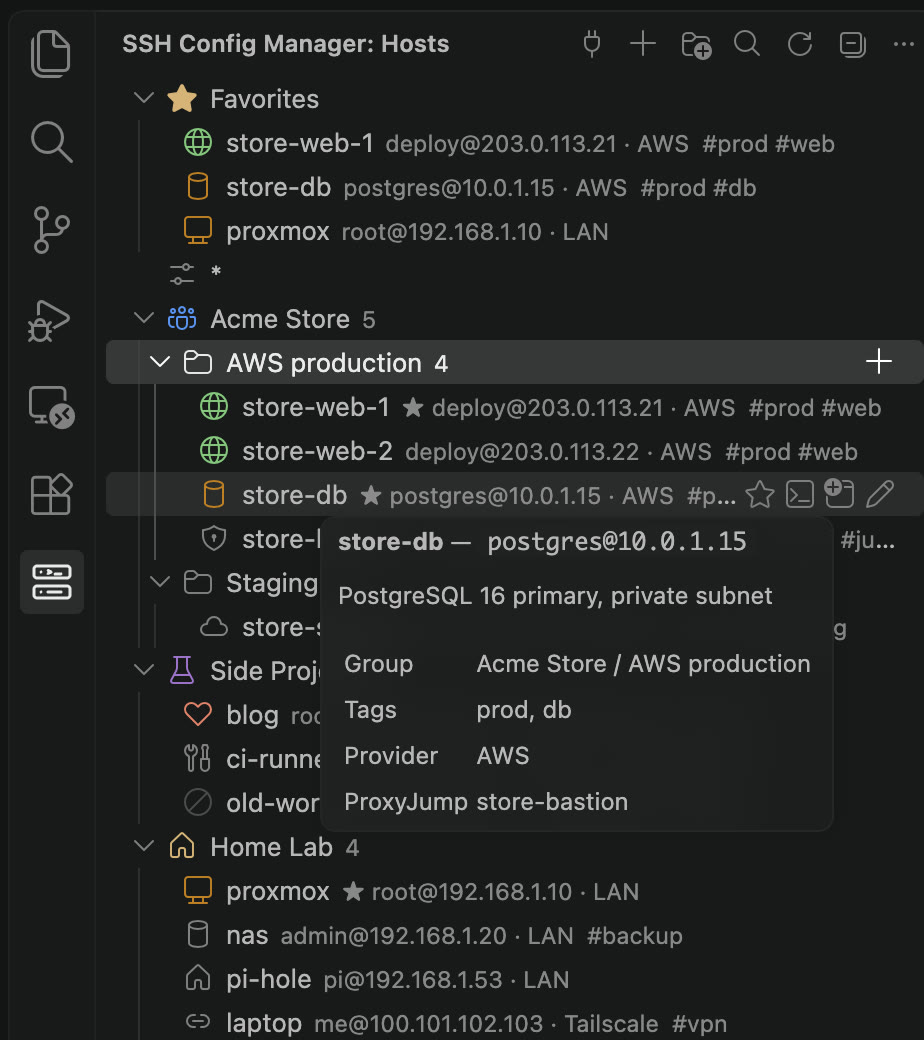 SSH Config Manager: Hosts
Favorites
store-web-1 deploy@203.0.113.21 · AWS #prod #web
store-db postgres@10.0.1.15 · AWS #prod #db
proxmox root@192.168.1.10 · LAN
*
Acme Store 5
AWS production 4
store-web-1 ★ deploy@203.0.113.21 · AWS #prod #web
store-web-2 deploy@203.0.113.22 · AWS #prod #web
store-db ★ postgres@10.0.1.15 · AWS #p...
store- #ju...
store-db — postgres@10.0.1.15
PostgreSQL 16 primary, private subnet
Group Acme Store / AWS production
Tags prod, db
Provider AWS
ProxyJump store-bastion
Staging
store-s g
Side Proj
blog roo
ci-runne
old-wor
Home Lab 4
proxmox ★ root@192.168.1.10 · LAN
nas admin@192.168.1.20 · LAN #backup
pi-hole pi@192.168.1.53 · LAN
laptop me@100.101.102.103 · Tailscale #vpn